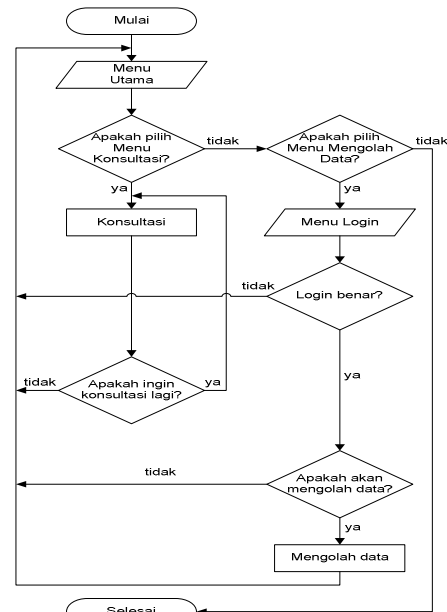 Mulai
Menu
Utama
Apakah pilih
Menu
Konsultasi?
tidak
Apakah pilih
Menu Mengolah
Data?
tidak
ya
ya
Konsultasi
Menu Login
tidak
Login benar?
ya
tidak
Apakah ingin
konsultasi lagi?
ya
tidak
Apakah akan
mengolah data?
ya
Mengolah data
Selesai